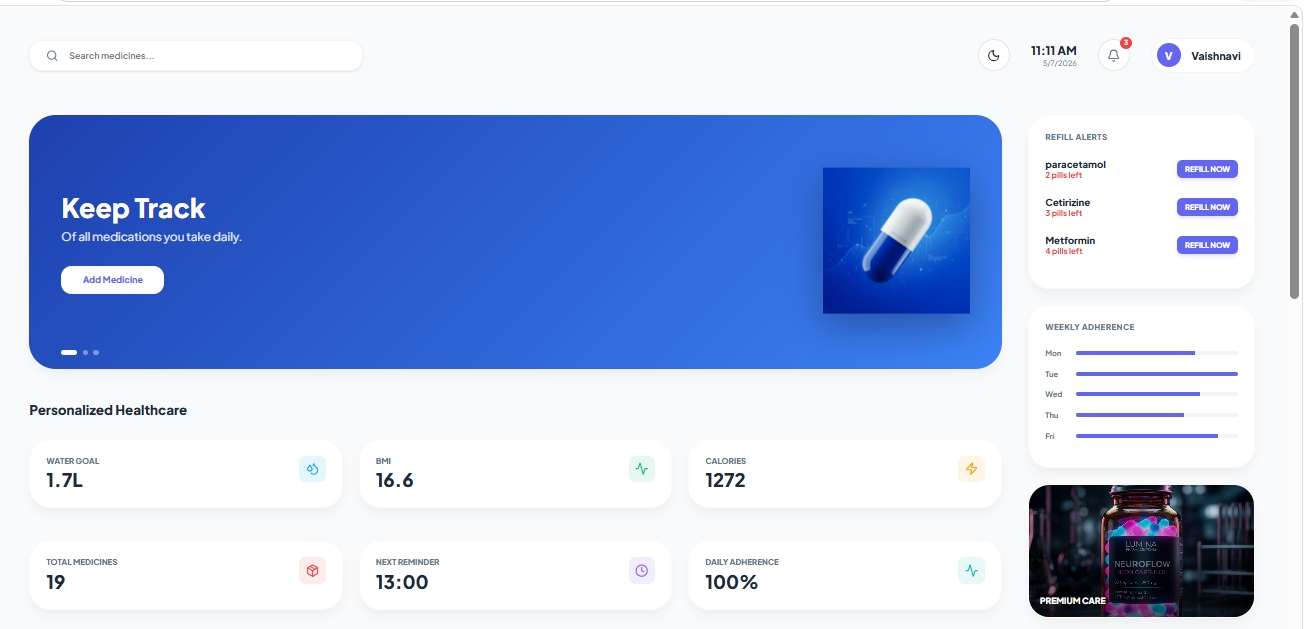 Search medicines...
11:11 AM
5/7/2026
3
V
Vaishnavi
Keep Track
Of all medications you take daily.
Add Medicine
REFILL ALERTS
paracetamol
2 pills left
REFILL NOW
Cetirizine
3 pills left
REFILL NOW
Metformin
4 pills left
REFILL NOW
WEEKLY ADHERENCE
Mon
Tue
Wed
Thu
Fri
Personalized Healthcare
WATER GOAL
1.7L
BMI
16.6
CALORIES
1272
TOTAL MEDICINES
19
NEXT REMINDER
13:00
DAILY ADHERENCE
100%
LUMINA
NEUROFLOW
PREMIUM CARE